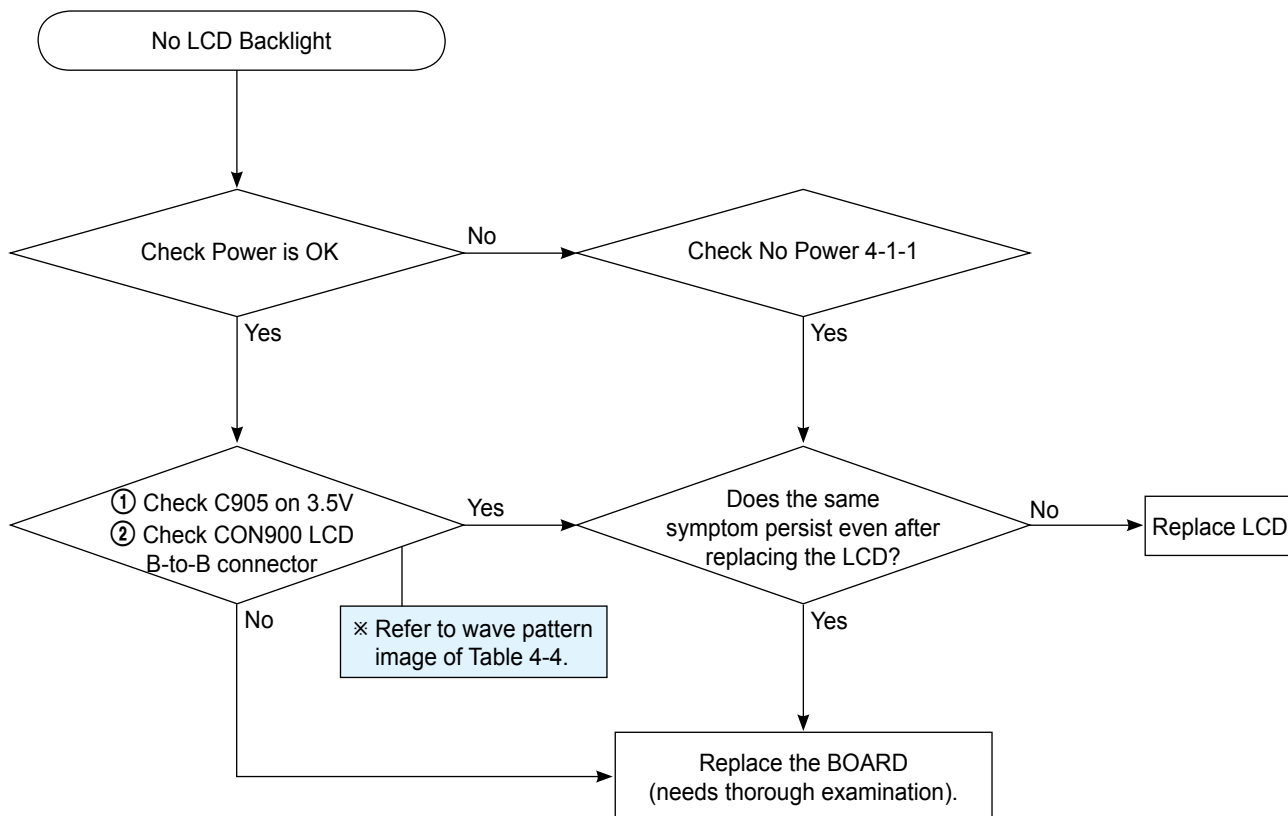 No LCD Backlight
Check Power is OK
No
Check No Power 4-1-1
Yes
Yes
① Check C905 on 3.5V
② Check CON900 LCD
B-to-B connector
Yes
Does the same
symptom persist even after
replacing the LCD?
No
Replace LCD
No
※ Refer to wave pattern
image of Table 4-4.
Yes
Replace the BOARD
(needs thorough examination).